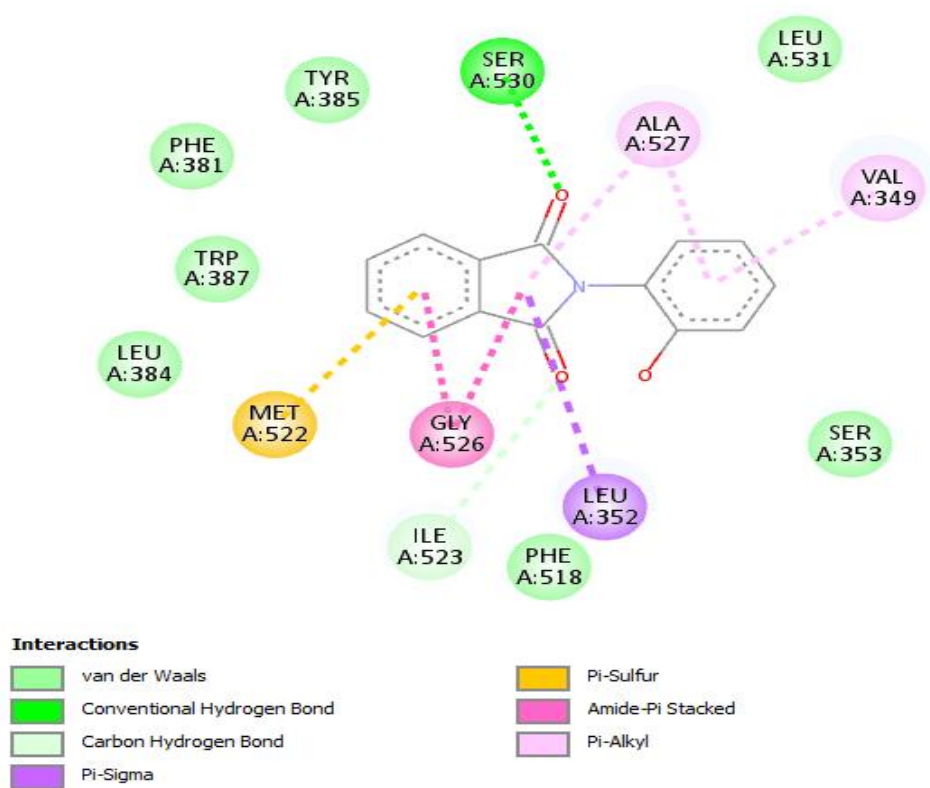 LEU
A:531
SER
A:530
TYR
A:385
ALA
A:527
PHE
A:381
VAL
A:349
O
TRP
A:387
N
LEU
A:384
O
O
MET
A:522
GLY
A:526
SER
A:353
LEU
A:352
ILE
A:523
PHE
A:518
Interactions
van der Waals
Conventional Hydrogen Bond
Carbon Hydrogen Bond
Pi-Sigma
Pi-Sulfur
Amide-Pi Stacked
Pi-Alkyl